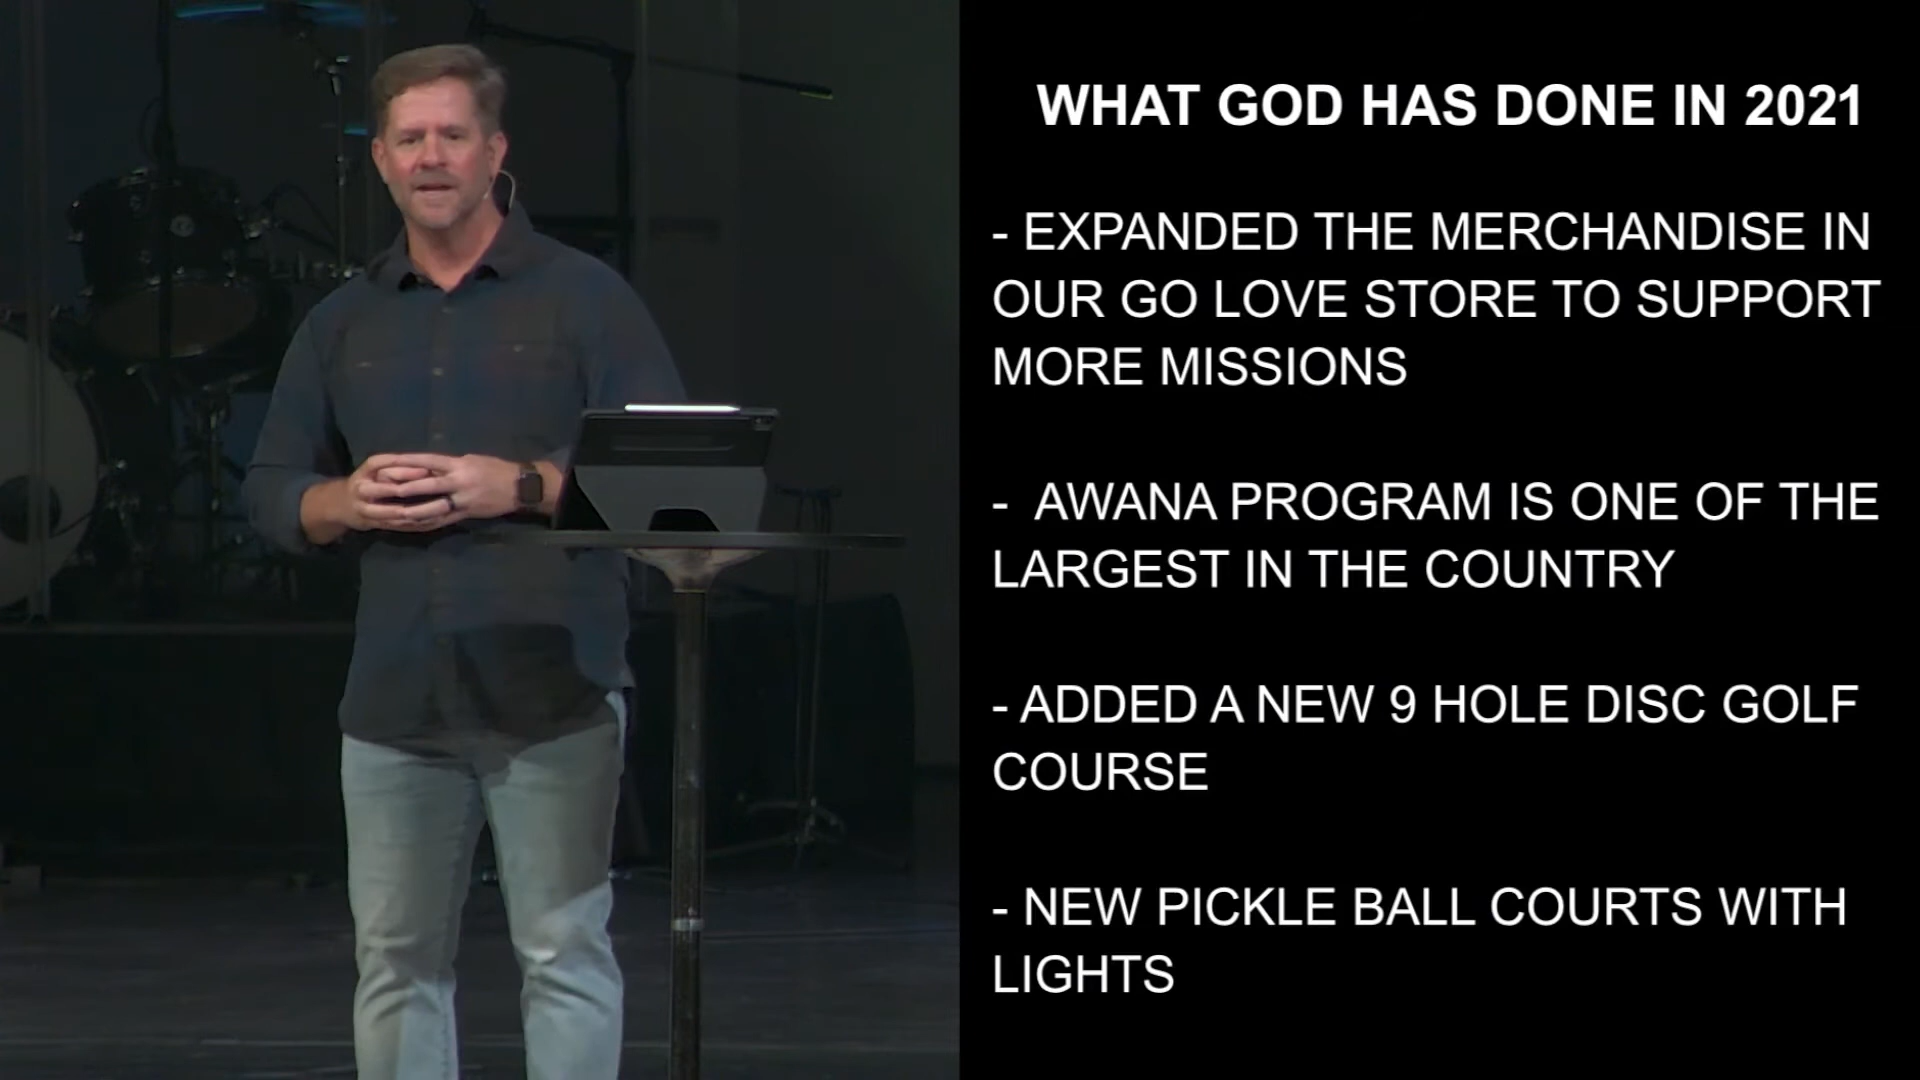 WHAT GOD HAS DONE IN 2021
- EXPANDED THE MERCHANDISE IN
OUR GO LOVE STORE TO SUPPORT
MORE MISSIONS
- AWANA PROGRAM IS ONE OF THE
LARGEST IN THE COUNTRY
- ADDED A NEW 9 HOLE DISC GOLF
COURSE
- NEW PICKLE BALL COURTS WITH
LIGHTS